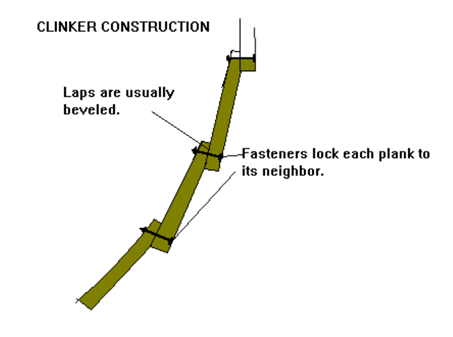 CLINKER CONSTRUCTION
Laps are usually
beveled.
Fasteners lock each plank to
its neighbor.